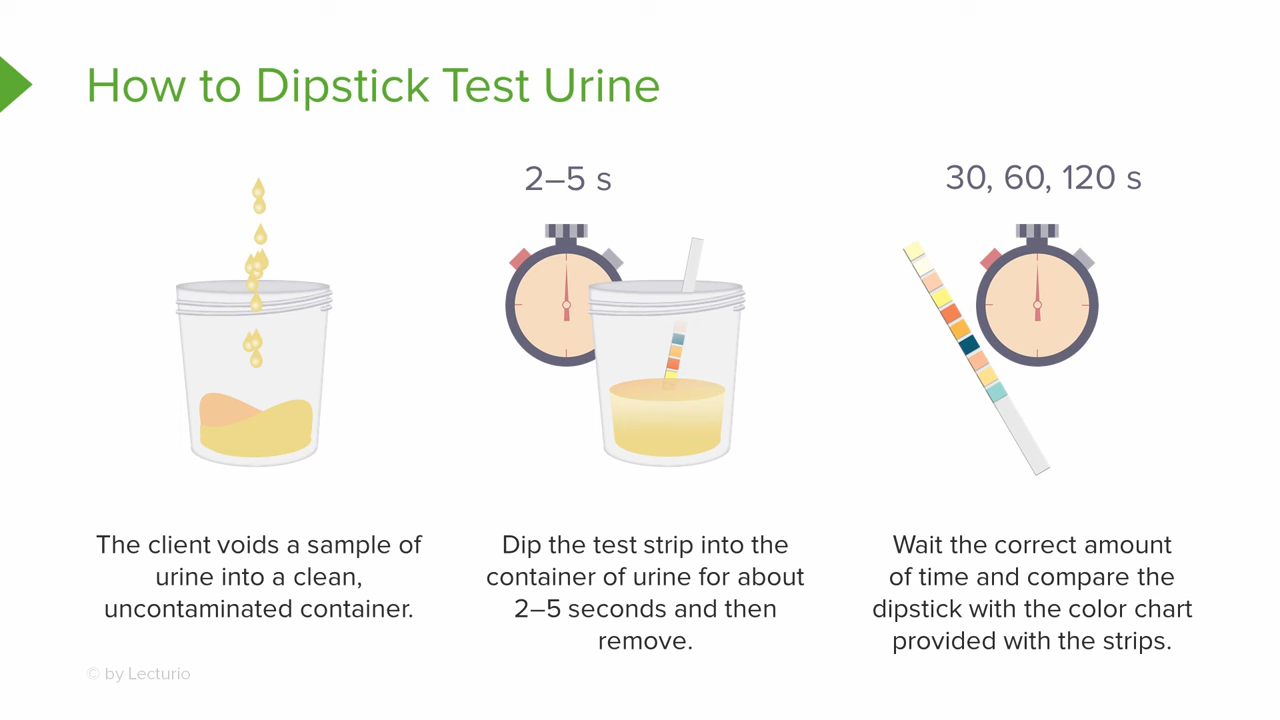 How to Dipstick Test Urine
2–5 s
30, 60, 120 s
The client voids a sample of
urine into a clean,
uncontaminated container.
Dip the test strip into the
container of urine for about
2–5 seconds and then
remove.
Wait the correct amount
of time and compare the
dipstick with the color chart
provided with the strips.
© by Lecturio